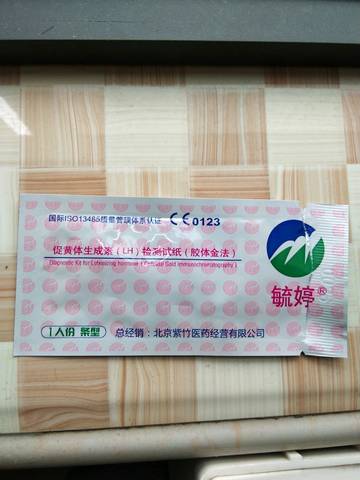 国际ISO13485质量管理体系认证 CE 0123
促黄体生成素（LH）检测试纸（胶体金法）
Diagnostic Kit for Luteinizing hormone (Colloidal Gold Immunochromatography)
毓婷®
1人份 条型 总经销：北京紫竹医药经营有限公司